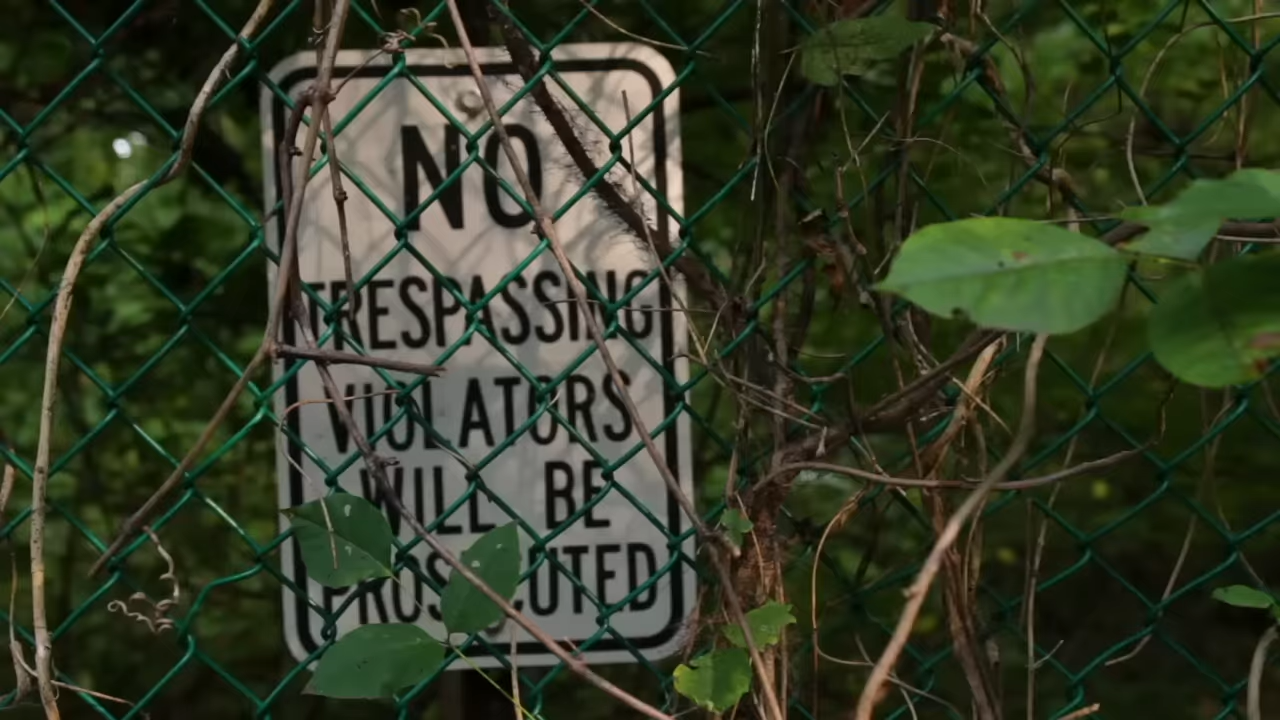 NO
TRESPASSING
VIOLATORS
WILL BE
PROSECUTED